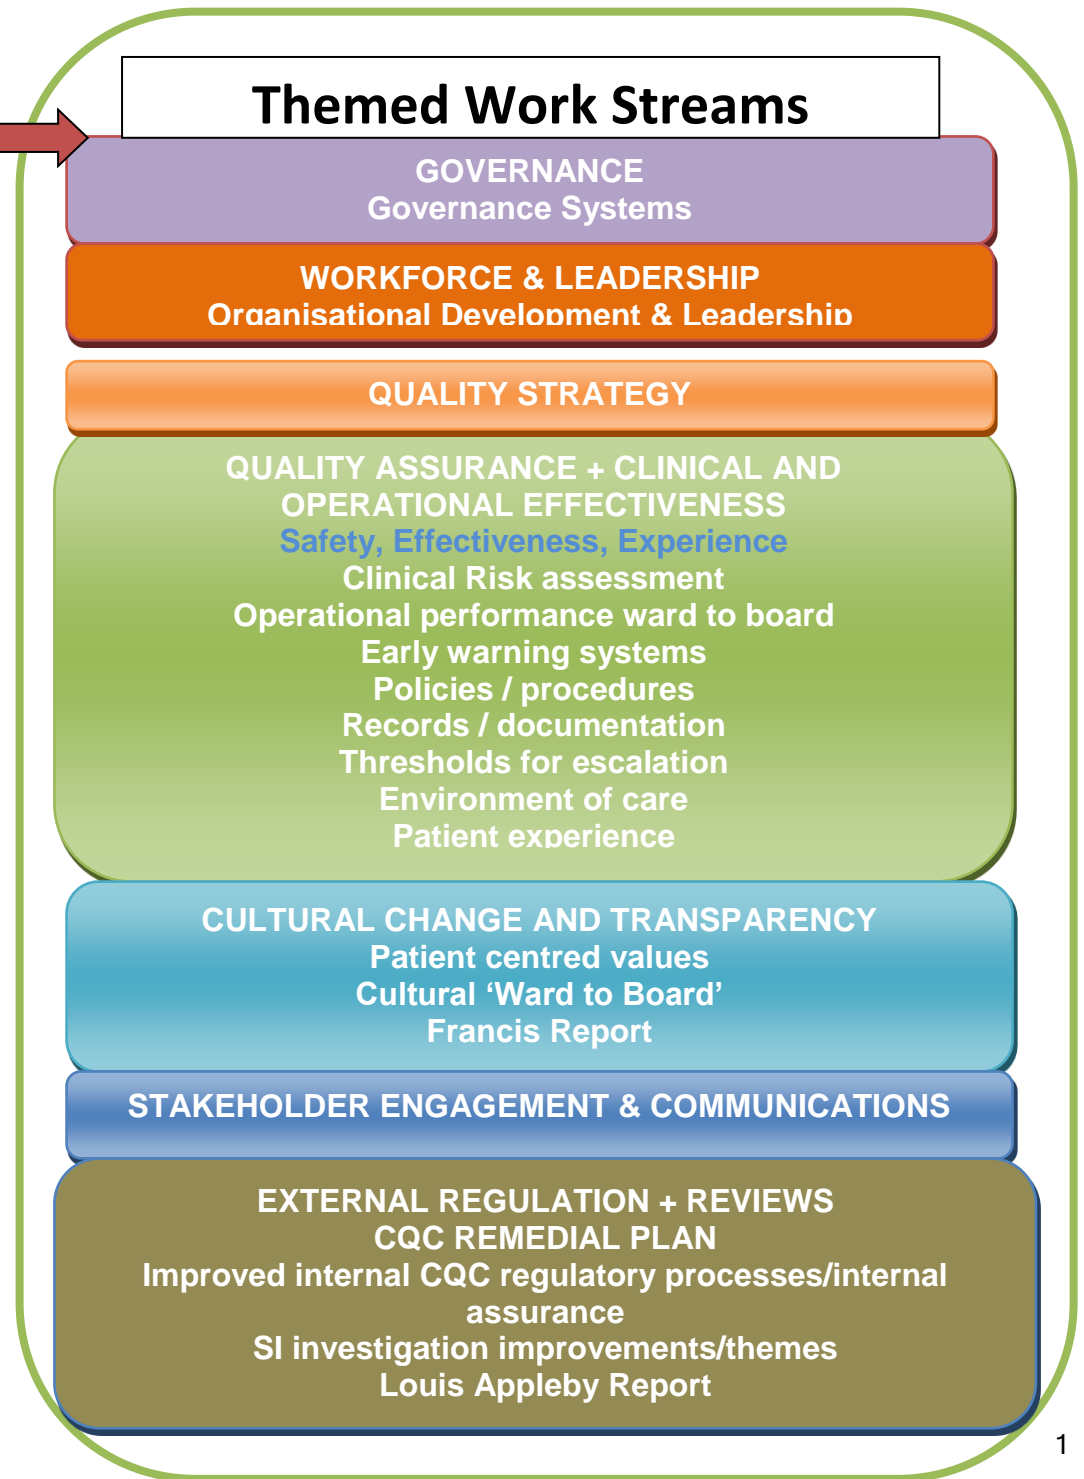 Themed Work Streams
GOVERNANCE
Governance Systems
WORKFORCE & LEADERSHIP
Organisational Development & Leadership
QUALITY STRATEGY
QUALITY ASSURANCE + CLINICAL AND
OPERATIONAL EFFECTIVENESS
Safety, Effectiveness, Experience
Clinical Risk assessment
Operational performance ward to board
Early warning systems
Policies / procedures
Records / documentation
Thresholds for escalation
Environment of care
Patient experience
CULTURAL CHANGE AND TRANSPARENCY
Patient centred values
Cultural ‘Ward to Board’
Francis Report
STAKEHOLDER ENGAGEMENT & COMMUNICATIONS
EXTERNAL REGULATION + REVIEWS
CQC REMEDIAL PLAN
Improved internal CQC regulatory processes/internal
assurance
SI investigation improvements/themes
Louis Appleby Report
1